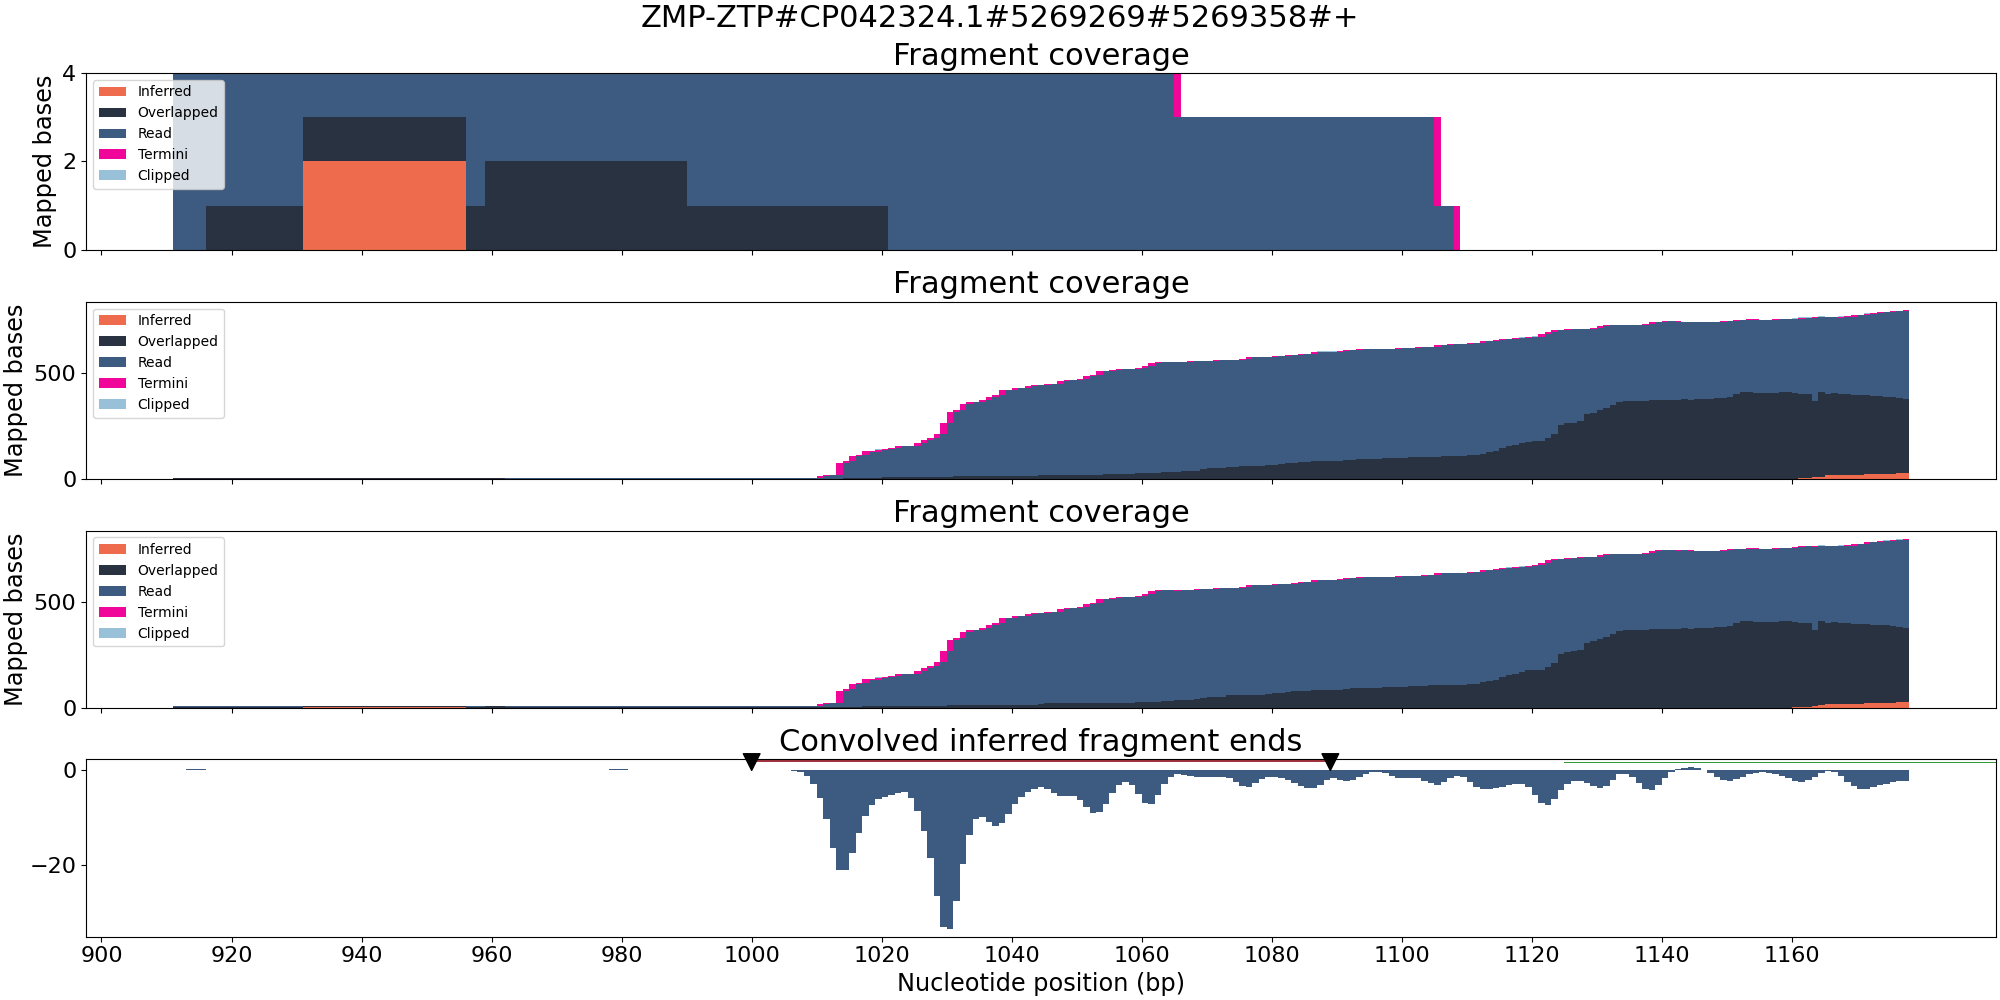 ZMP-ZTP#CP042324.1#5269269#5269358#+
Fragment coverage
Mapped bases
4
2
0
Inferred
Overlapped
Read
Termini
Clipped
Fragment coverage
Mapped bases
500
0
Inferred
Overlapped
Read
Termini
Clipped
Fragment coverage
Mapped bases
500
0
Inferred
Overlapped
Read
Termini
Clipped
Convolved inferred fragment ends
0
−20
900 920 940 960 980 1000 1020 1040 1060 1080 1100 1120 1140 1160
Nucleotide position (bp)